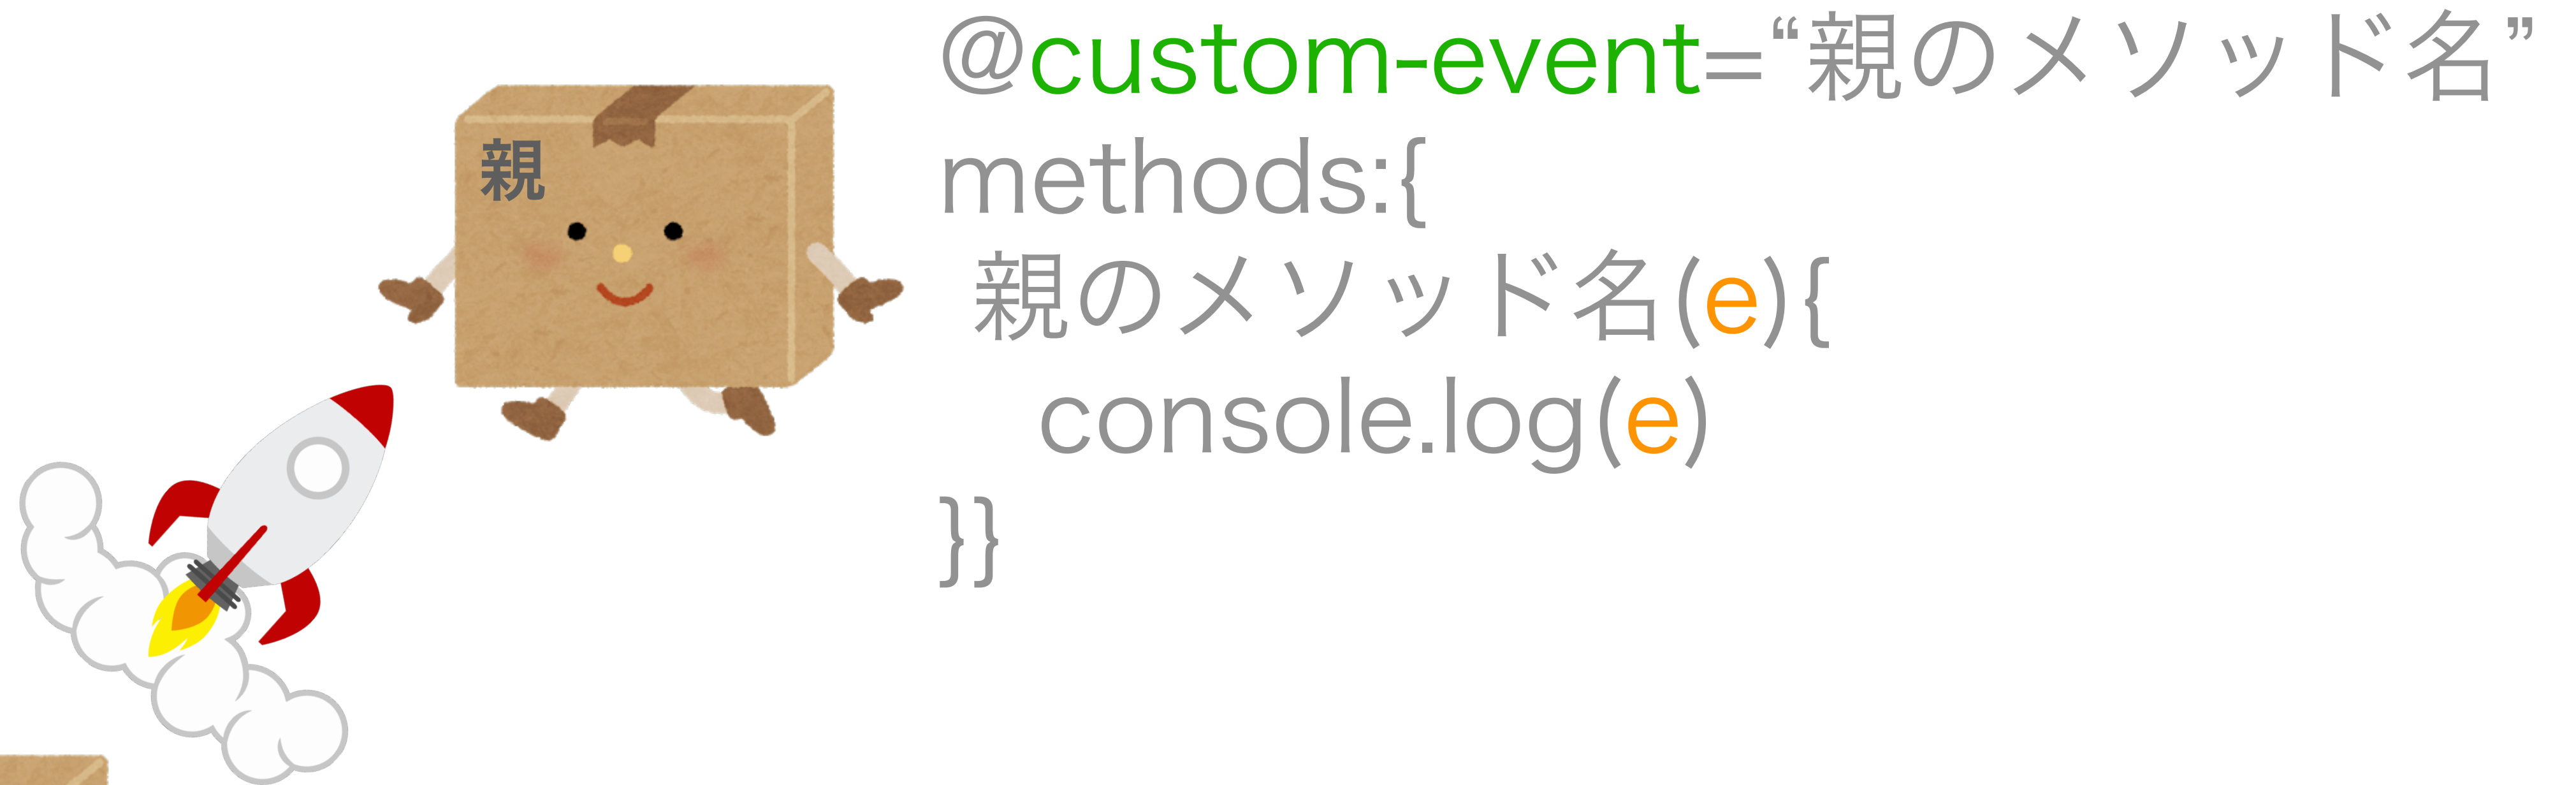 親
@custom-event=“親のメソッド名”
methods:{
親のメソッド名(e){
console.log(e)
}}